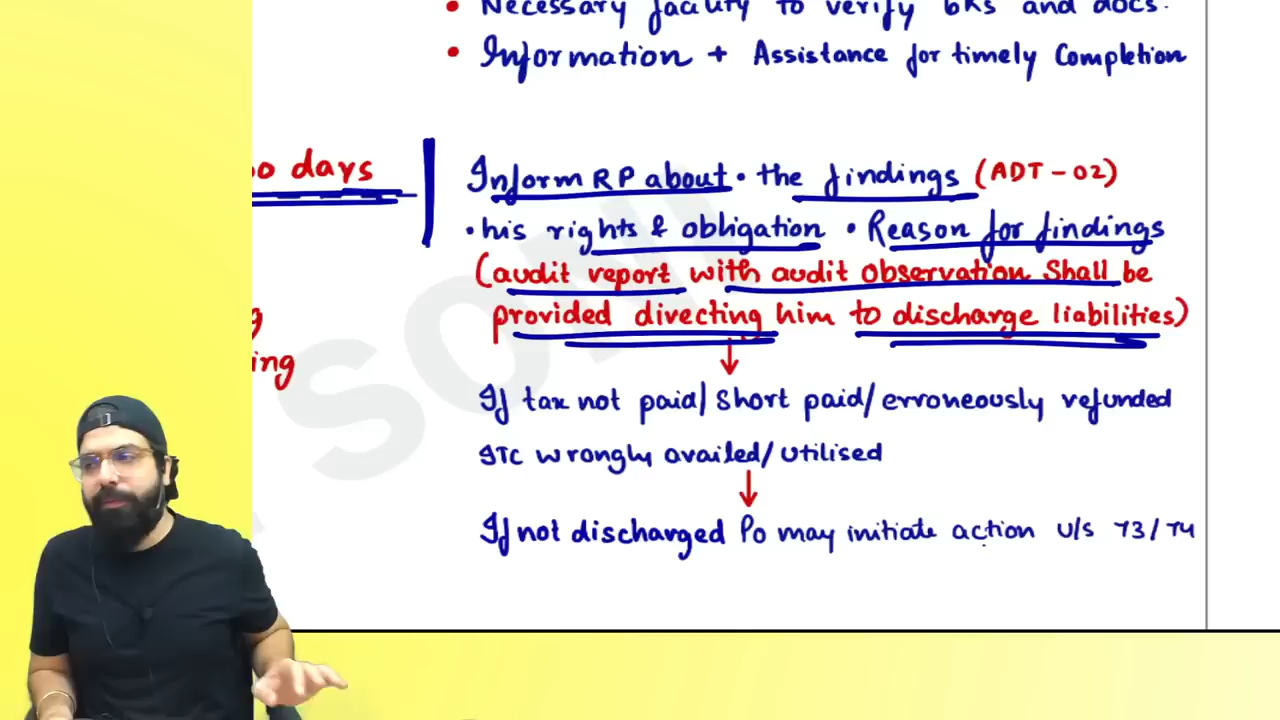 • Necessary facility to verify bks and docs.
• Information + Assistance for timely Completion
0 days
Inform RP about • the findings (ADT - 02)
• his rights & obligation • Reason for findings
(audit report with audit observation Shall be
provided directing him to discharge liabilities)
g
ing
If tax not paid/ Short paid/ erroneously refunded
ITC wrongly availed/ utilised
If not discharged PO may initiate action u/s 73/74
SONI